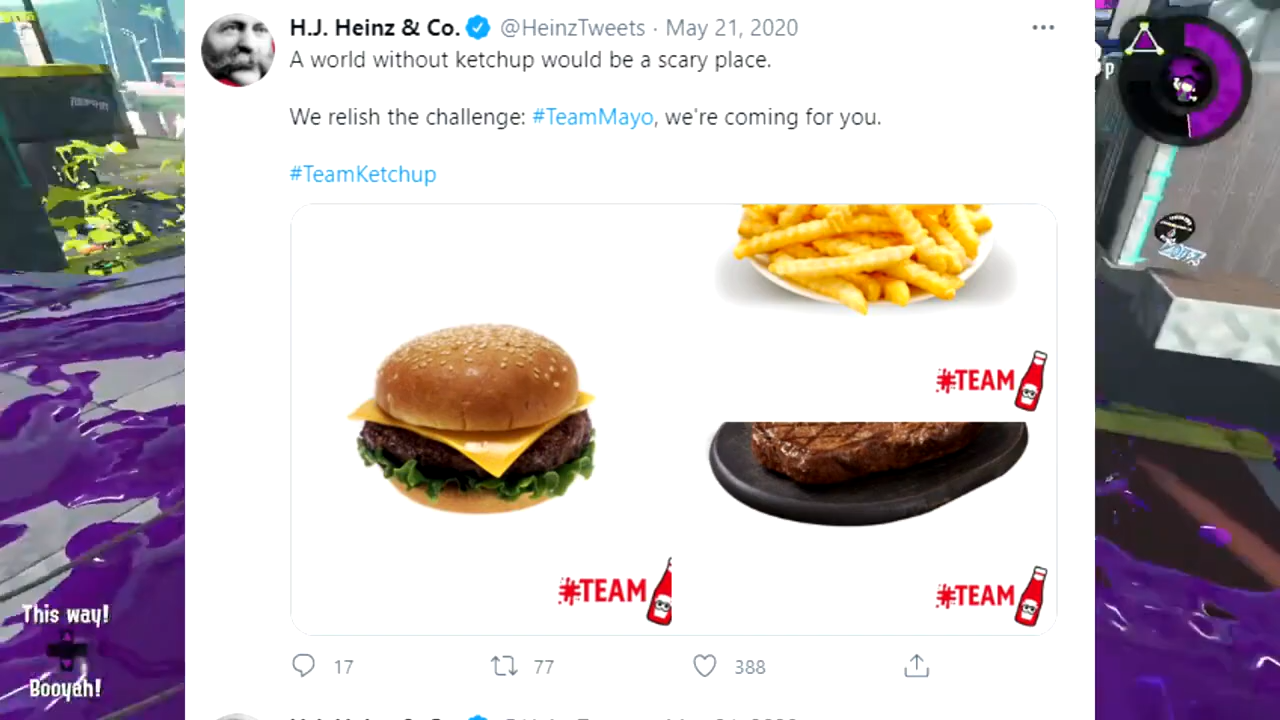 H.J. Heinz & Co. @HeinzTweets · May 21, 2020
A world without ketchup would be a scary place.
We relish the challenge: #TeamMayo, we're coming for you.
#TeamKetchup
#TEAM
#TEAM
#TEAM
17 77 388
This way!
Booyah!
p